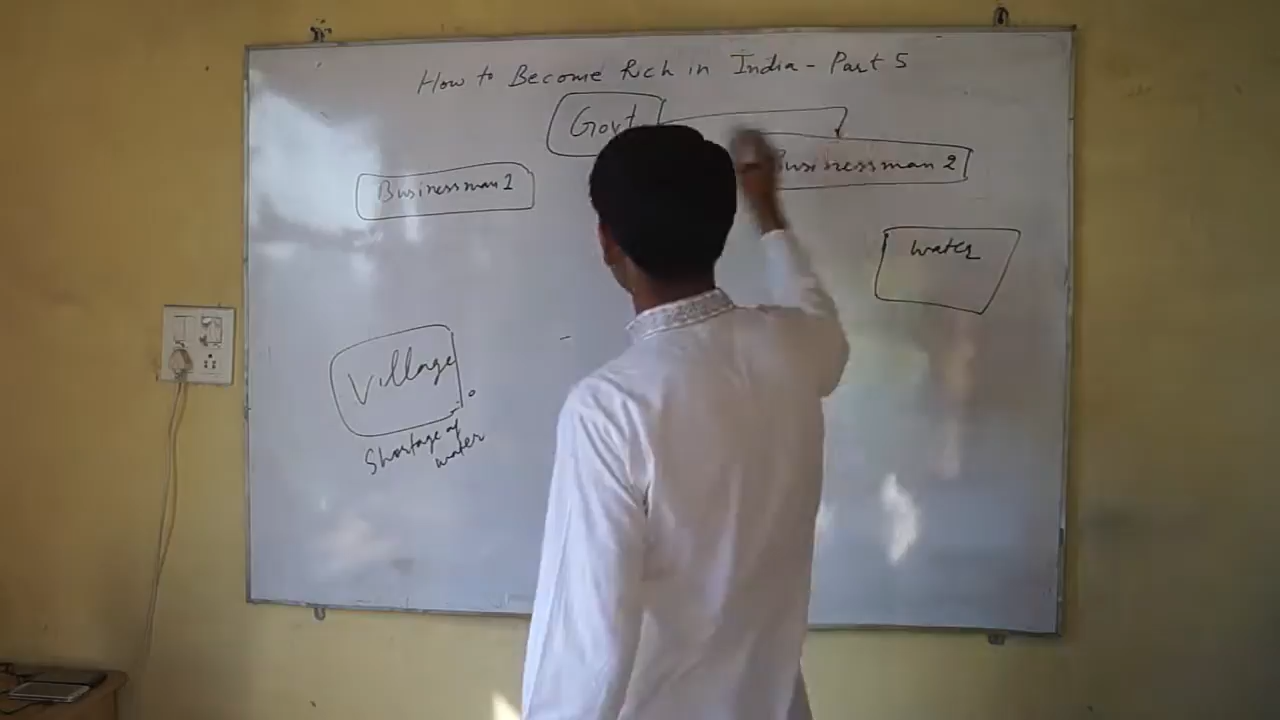 How to Become Rich in India - Part 5
Govt
Businessman 1
Businessman 2
water
Village
Shortage of
water